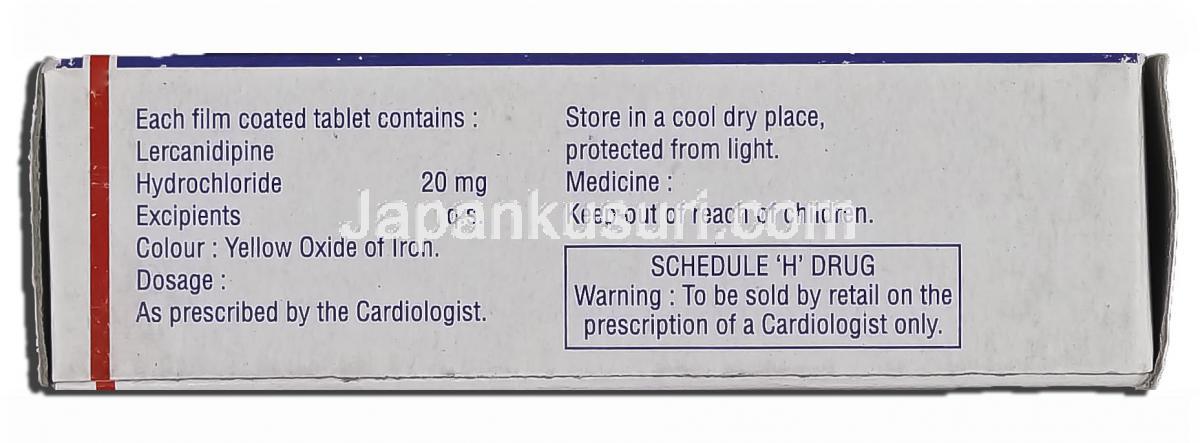 Each film coated tablet contains :
Lercanidipine
Hydrochloride 20 mg
Excipients q.s.
Colour : Yellow Oxide of Iron.
Dosage :
As prescribed by the Cardiologist.
Store in a cool dry place,
protected from light.
Medicine :
Keep out of reach of children.
SCHEDULE 'H' DRUG
Warning : To be sold by retail on the
prescription of a Cardiologist only.
Japankusuri.com